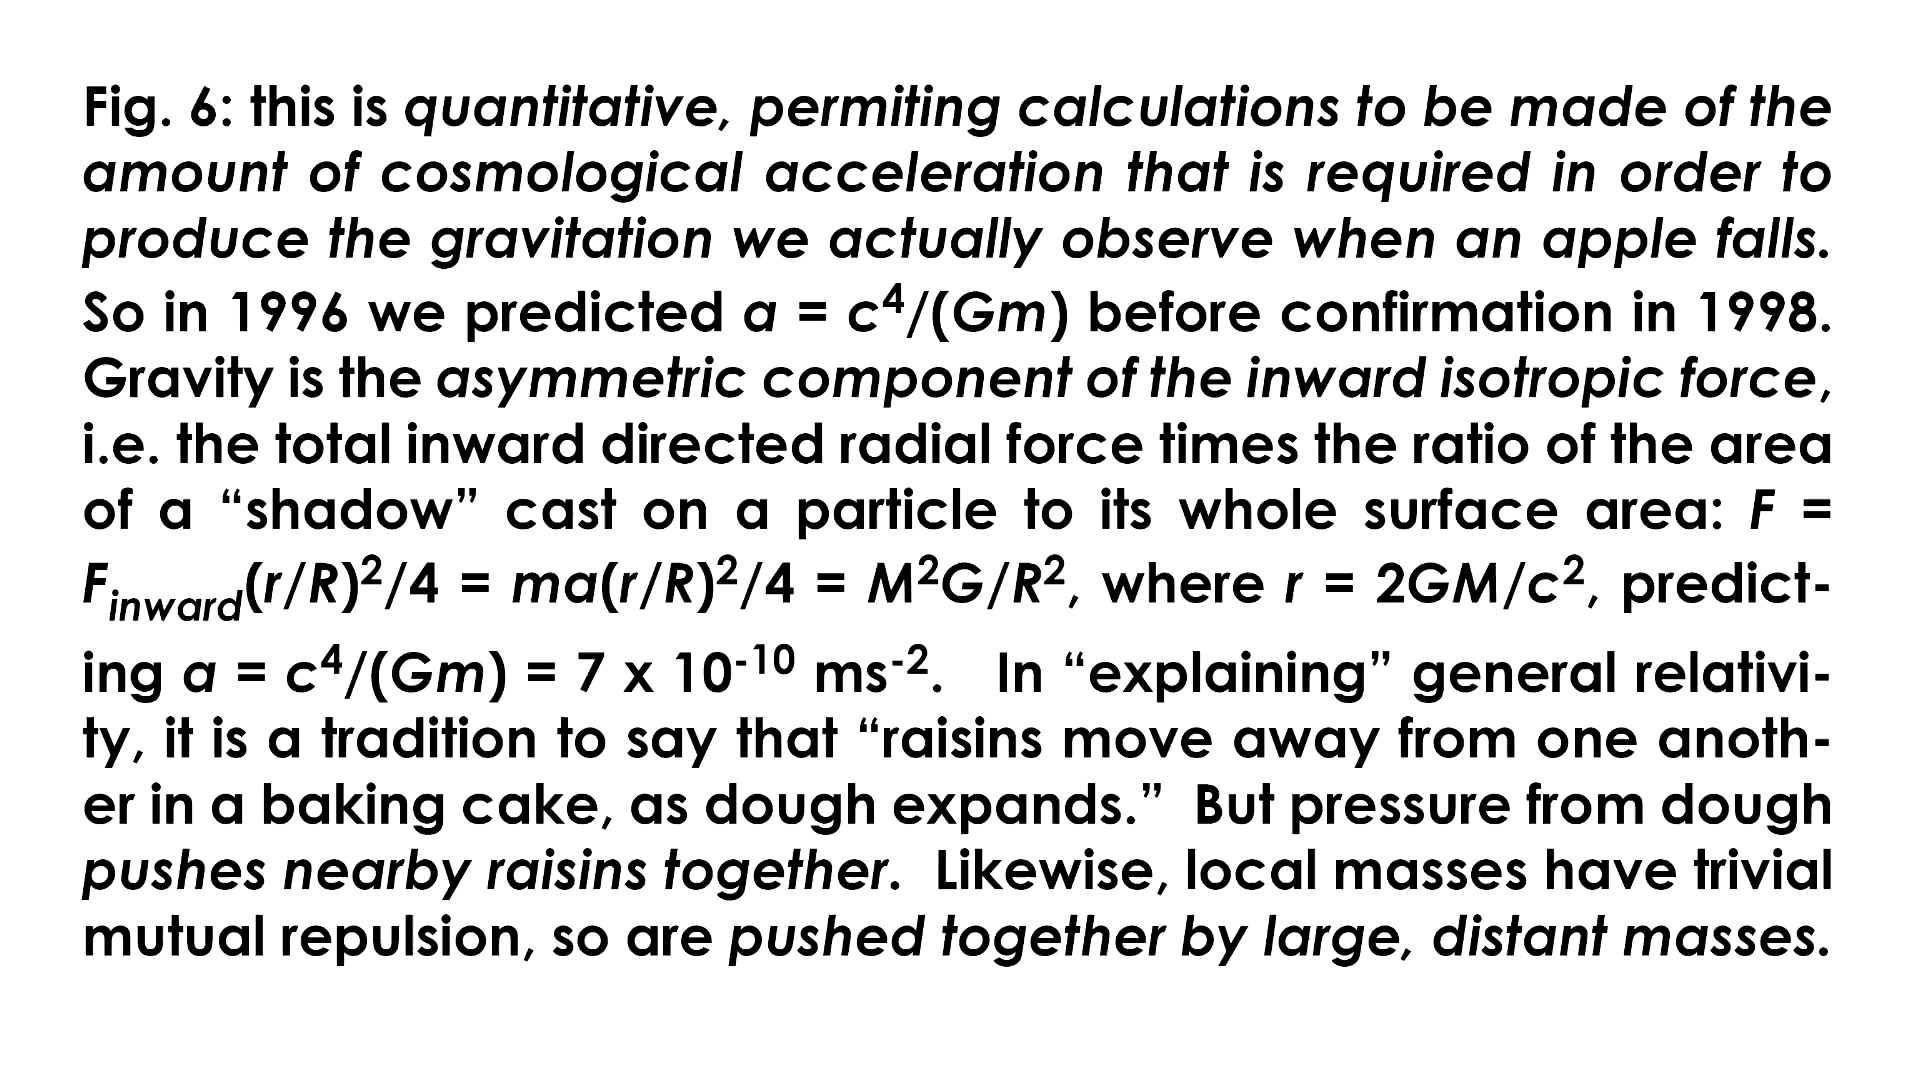 Fig. 6: this is quantitative, permiting calculations to be made of the
amount of cosmological acceleration that is required in order to
produce the gravitation we actually observe when an apple falls.
So in 1996 we predicted a = c⁴/(Gm) before confirmation in 1998.
Gravity is the asymmetric component of the inward isotropic force,
i.e. the total inward directed radial force times the ratio of the area
of a “shadow” cast on a particle to its whole surface area: F =
F_inward(r/R)²/4 = ma(r/R)²/4 = M²G/R², where r = 2GM/c², predict-
ing a = c⁴/(Gm) = 7 x 10⁻¹⁰ ms⁻². In “explaining” general relativi-
ty, it is a tradition to say that “raisins move away from one anoth-
er in a baking cake, as dough expands.” But pressure from dough
pushes nearby raisins together. Likewise, local masses have trivial
mutual repulsion, so are pushed together by large, distant masses.